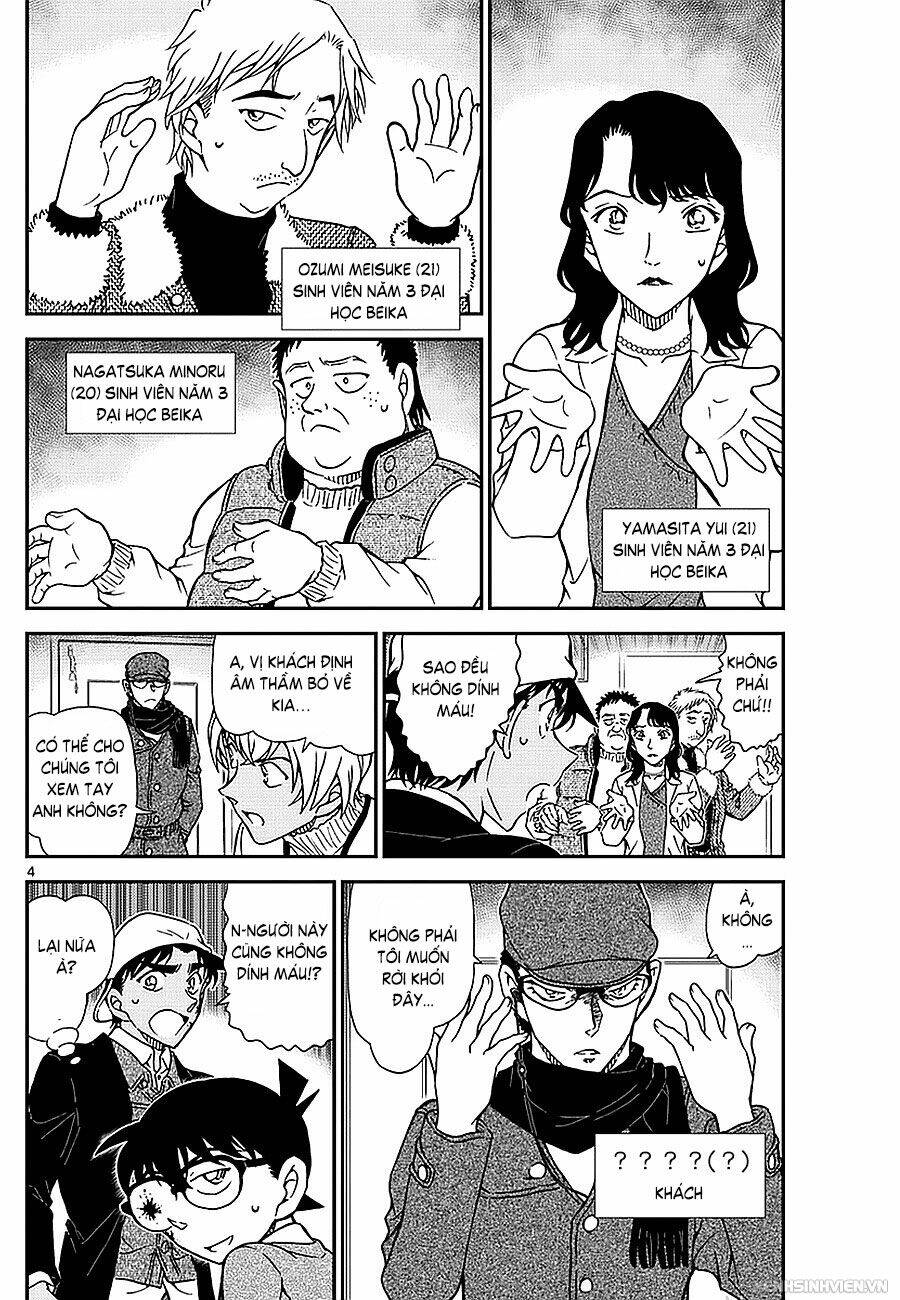 YAMASITA YUI (21)
SINH VIÊN NĂM 3 ĐẠI
HỌC BEIKA
OZUMI MEISUKE (21)
SINH VIÊN NĂM 3 ĐẠI
HỌC BEIKA
NAGATSUKA MINORU
(20) SINH VIÊN NĂM 3
ĐẠI HỌC BEIKA
KHÔNG
PHẢI
CHỨ!!
SAO ĐỀU
KHÔNG DÍNH
MÁU!
A, VỊ KHÁCH ĐỊNH
ÂM THẦM BỎ VỀ
KIA...
CÓ THỂ CHO
CHÚNG TÔI
XEM TAY
ANH KHÔNG?
4
À,
KHÔNG
...
KHÔNG PHẢI
TÔI MUỐN
RỜI KHỎI
ĐÂY...
????(?)
KHÁCH
N-NGƯỜI NÀY
CŨNG KHÔNG
DÍNH MÁU!?
LẠI NỮA
À?